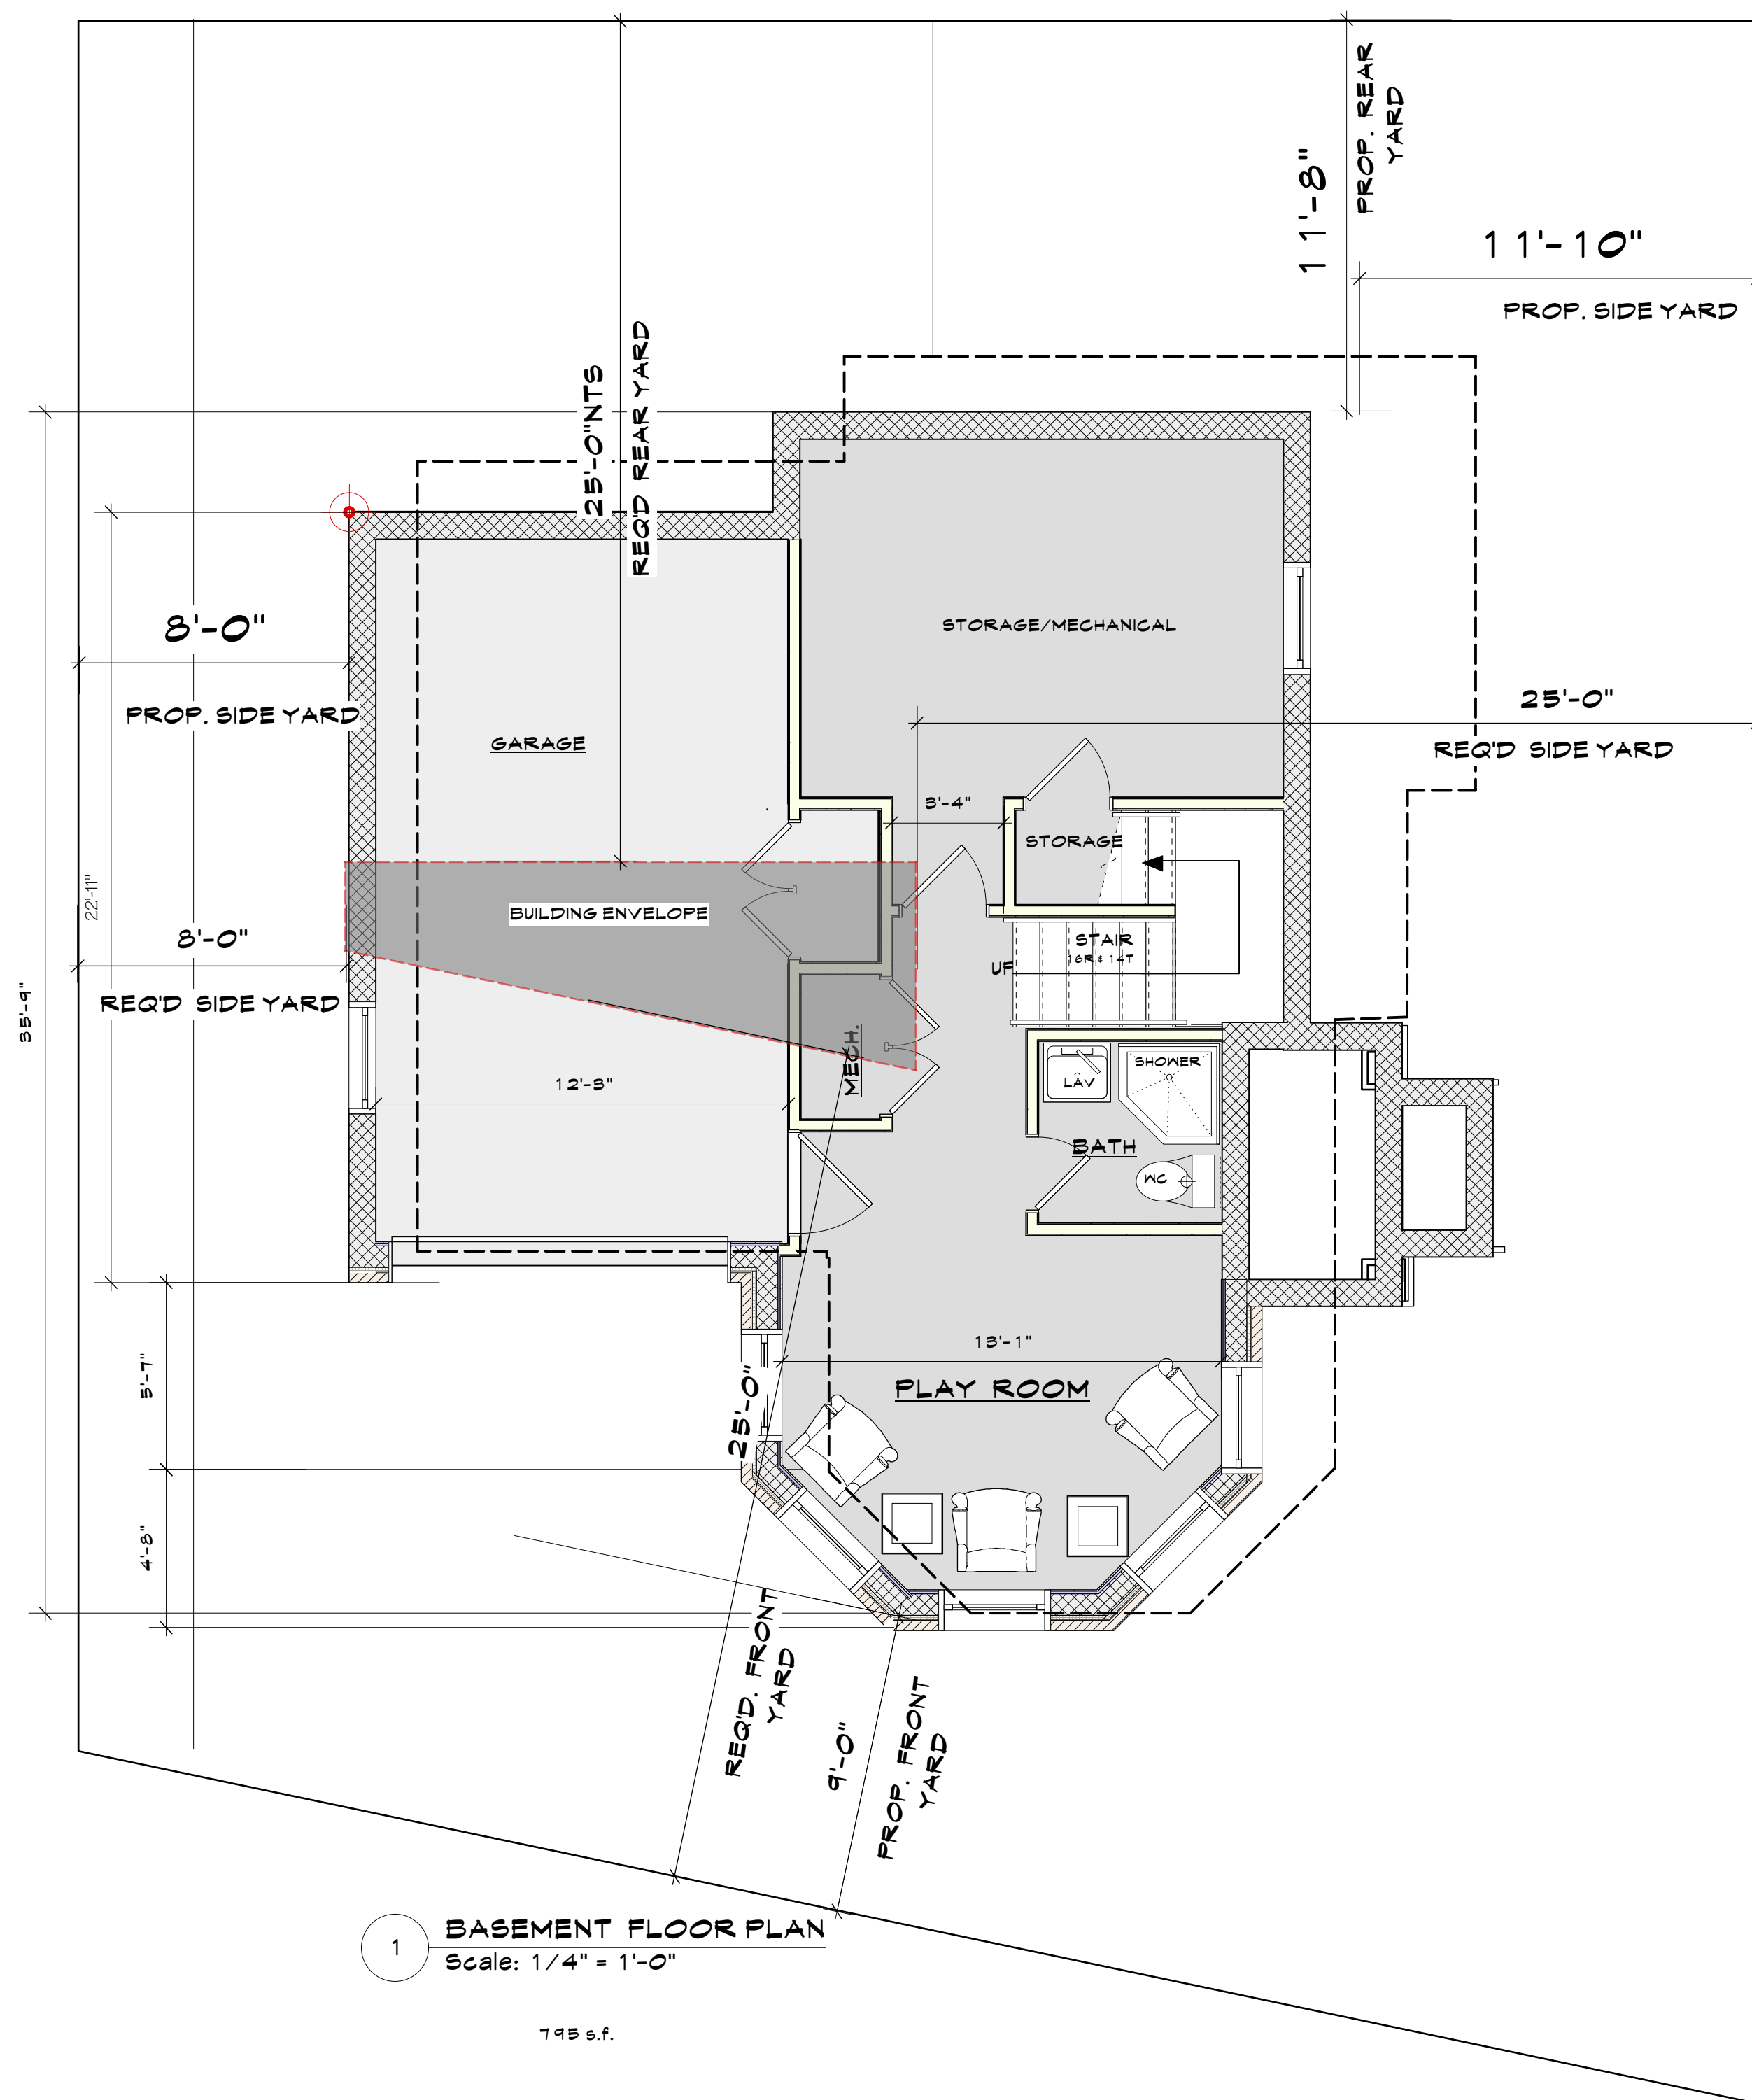 PROP. REAR
YARD
11'-8"
11'-10"
PROP. SIDE YARD
25'-0"NTS
REQ'D REAR YARD
8'-0"
PROP. SIDE YARD
STORAGE/MECHANICAL
25'-0"
REQ'D SIDE YARD
GARAGE
3'-4"
STORAGE
22'-11"
BUILDING ENVELOPE
8'-0"
REQ'D SIDE YARD
STAIR
16R & 14T
UP
35'-9"
MECH.
SHOWER
LAV
12'-3"
BATH
WC
13'-1"
5'-7"
PLAY ROOM
25'-0"
4'-8"
REQ'D. FRONT
YARD
9'-0"
PROP. FRONT
YARD
1
BASEMENT FLOOR PLAN
Scale: 1/4" = 1'-0"
795 s.f.